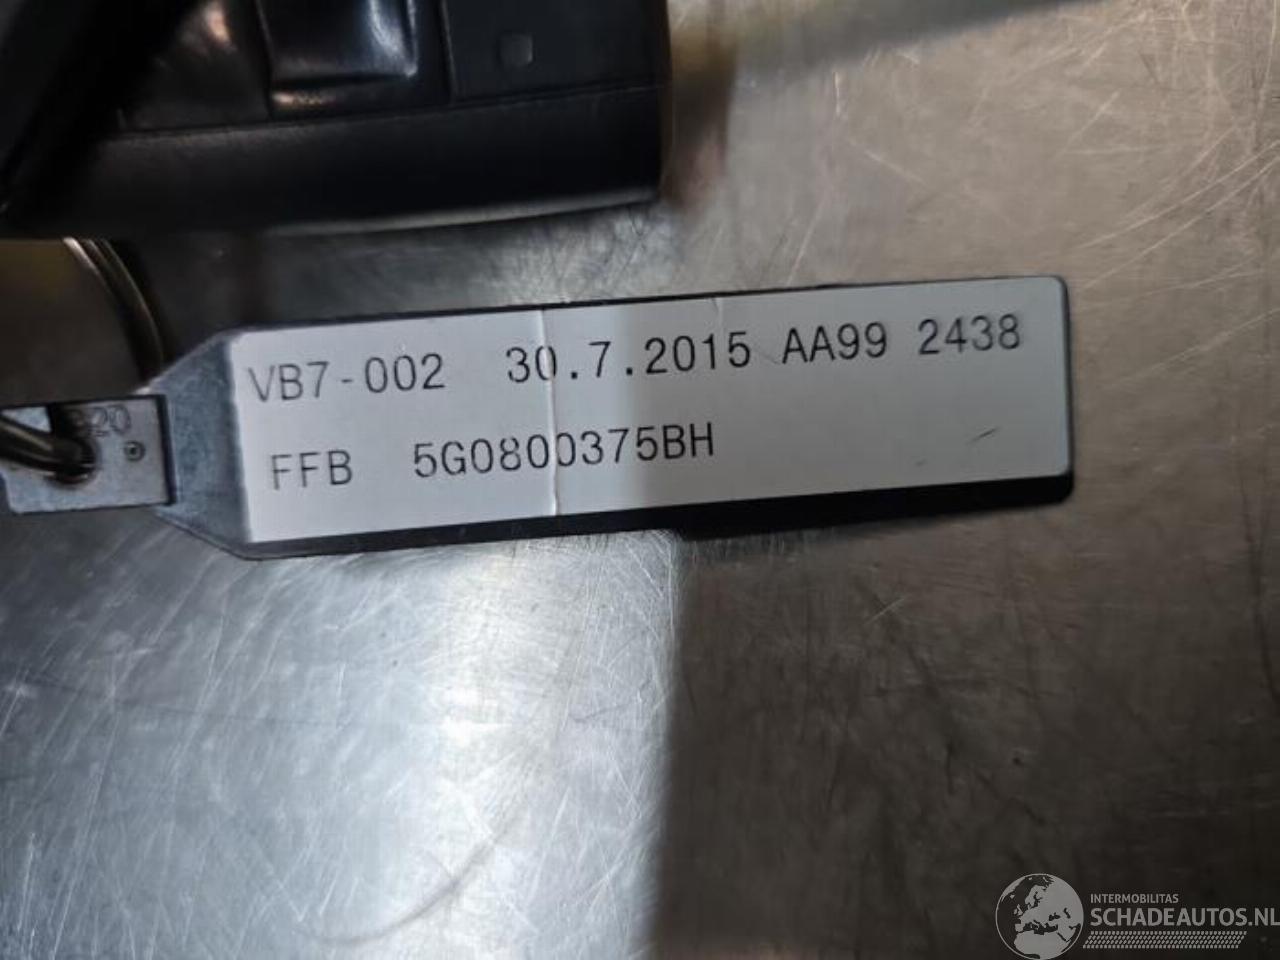 VB7-002 30.7.2015 AA99 2438
FFB 5G0800375BH
INTERMOBILITAS
SCHADEAUTOS.NL